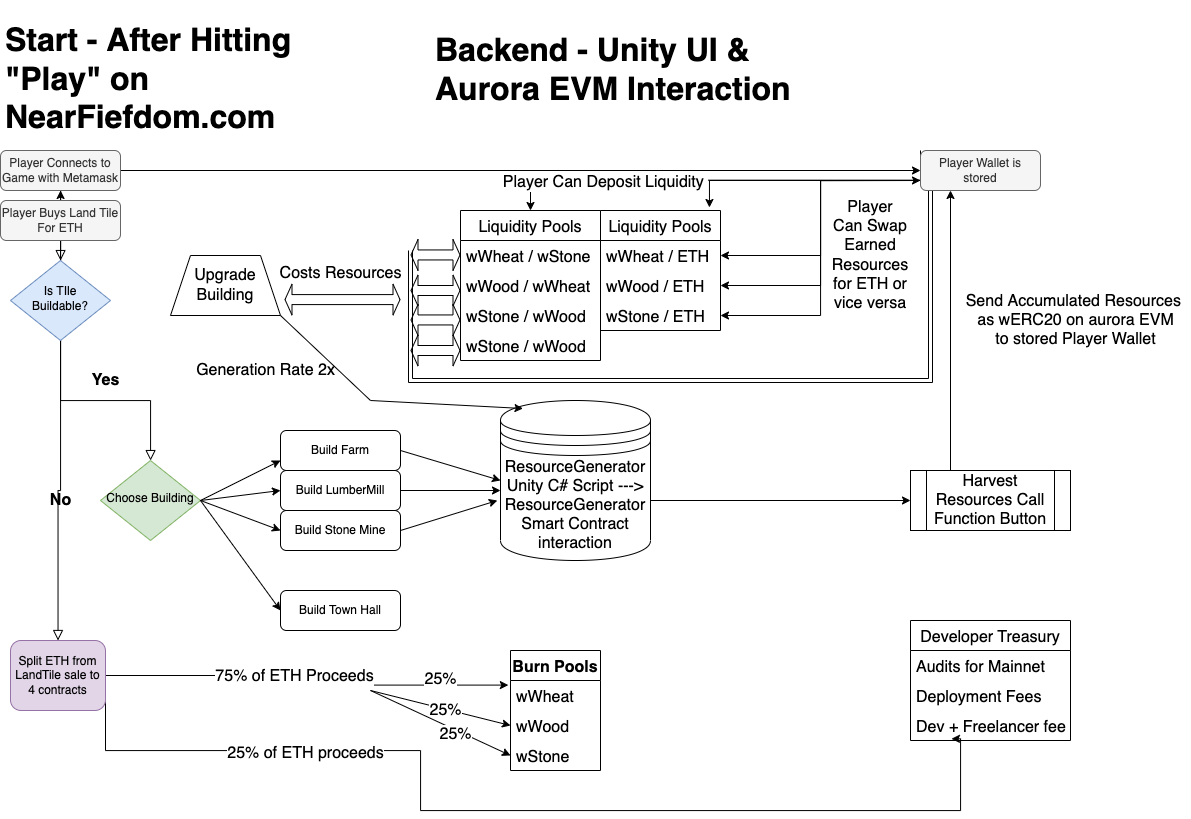 Start - After Hitting
"Play" on
NearFiefdom.com
Backend - Unity UI &
Aurora EVM Interaction
Player Connects to
Game with Metamask
Player Wallet is
stored
Player Can Deposit Liquidity
Player Buys Land Tile
For ETH
Player
Can Swap
Earned
Resources
for ETH or
vice versa
Liquidity Pools
wWheat / wStone
wWood / wWheat
wStone / wWood
wStone / wWood
Liquidity Pools
wWheat / ETH
wWood / ETH
wStone / ETH
Upgrade
Building
Costs Resources
Is TIle
Buildable?
Send Accumulated Resources
as wERC20 on aurora EVM
to stored Player Wallet
Generation Rate 2x
Yes
No
Choose Building
Build Farm
Build LumberMill
Build Stone Mine
Build Town Hall
ResourceGenerator
Unity C# Script --->
ResourceGenerator
Smart Contract
interaction
Harvest
Resources Call
Function Button
Split ETH from
LandTile sale to
4 contracts
75% of ETH Proceeds
25%
25%
25%
Burn Pools
wWheat
wWood
wStone
25% of ETH proceeds
Developer Treasury
Audits for Mainnet
Deployment Fees
Dev + Freelancer fee